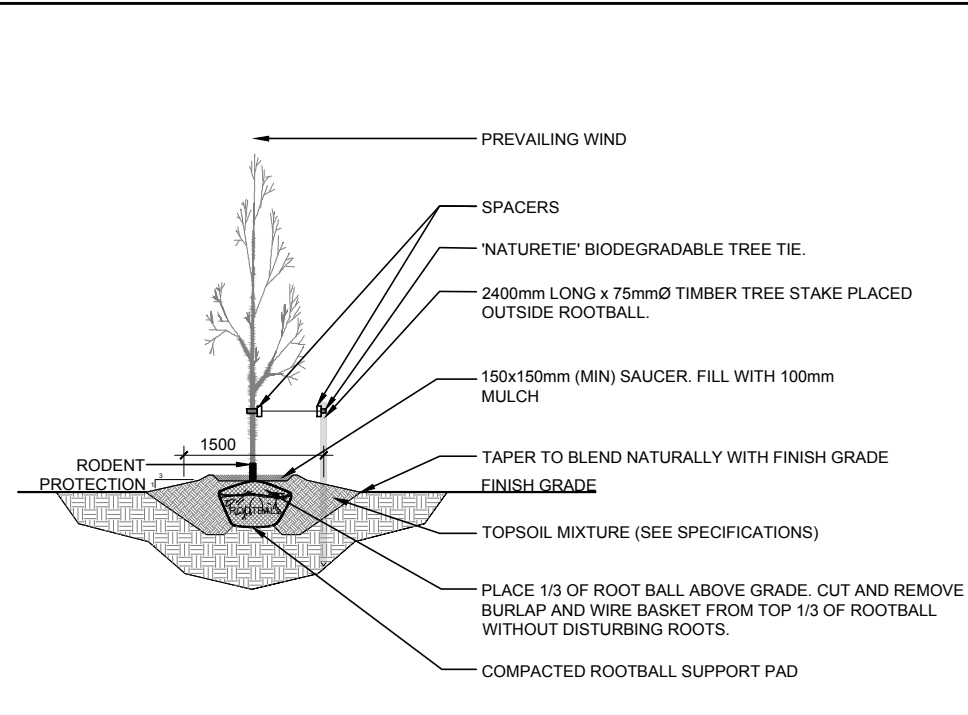 PREVAILING WIND
SPACERS
'NATURETIE' BIODEGRADABLE TREE TIE.
2400mm LONG x 75mmØ TIMBER TREE STAKE PLACED
OUTSIDE ROOTBALL.
150x150mm (MIN) SAUCER. FILL WITH 100mm
MULCH
1500
RODENT
PROTECTION
1
3
TAPER TO BLEND NATURALLY WITH FINISH GRADE
FINISH GRADE
ROOTBALL
TOPSOIL MIXTURE (SEE SPECIFICATIONS)
PLACE 1/3 OF ROOT BALL ABOVE GRADE. CUT AND REMOVE
BURLAP AND WIRE BASKET FROM TOP 1/3 OF ROOTBALL
WITHOUT DISTURBING ROOTS.
COMPACTED ROOTBALL SUPPORT PAD